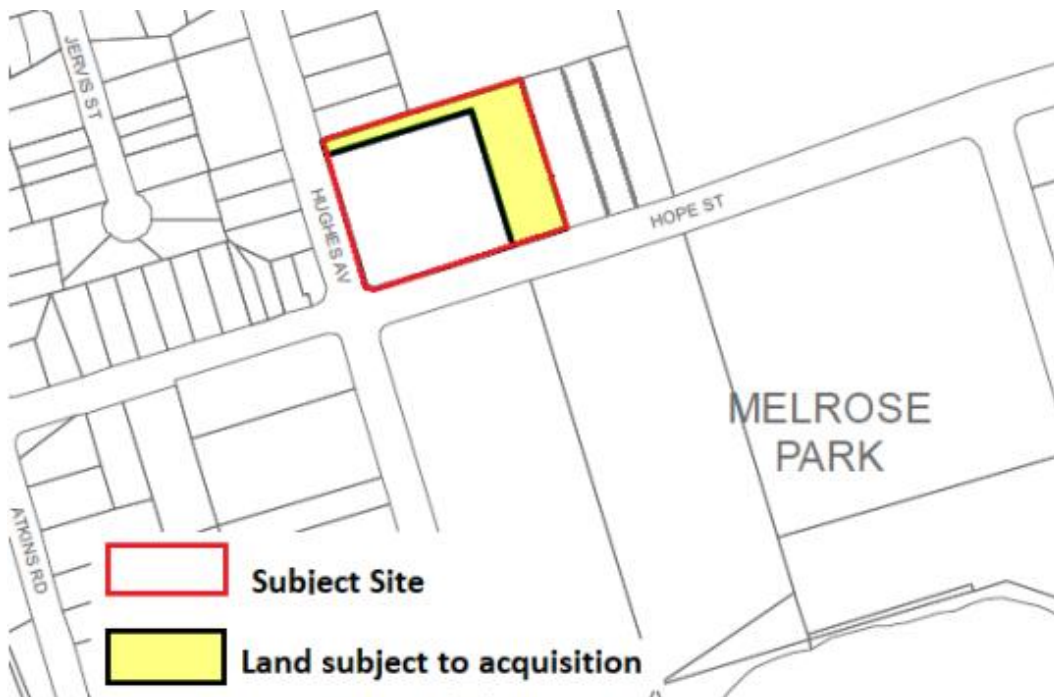 JERVIS ST
HUGHES AV
HOPE ST
MELROSE
PARK
ATKINS RD
Subject Site
Land subject to acquisition